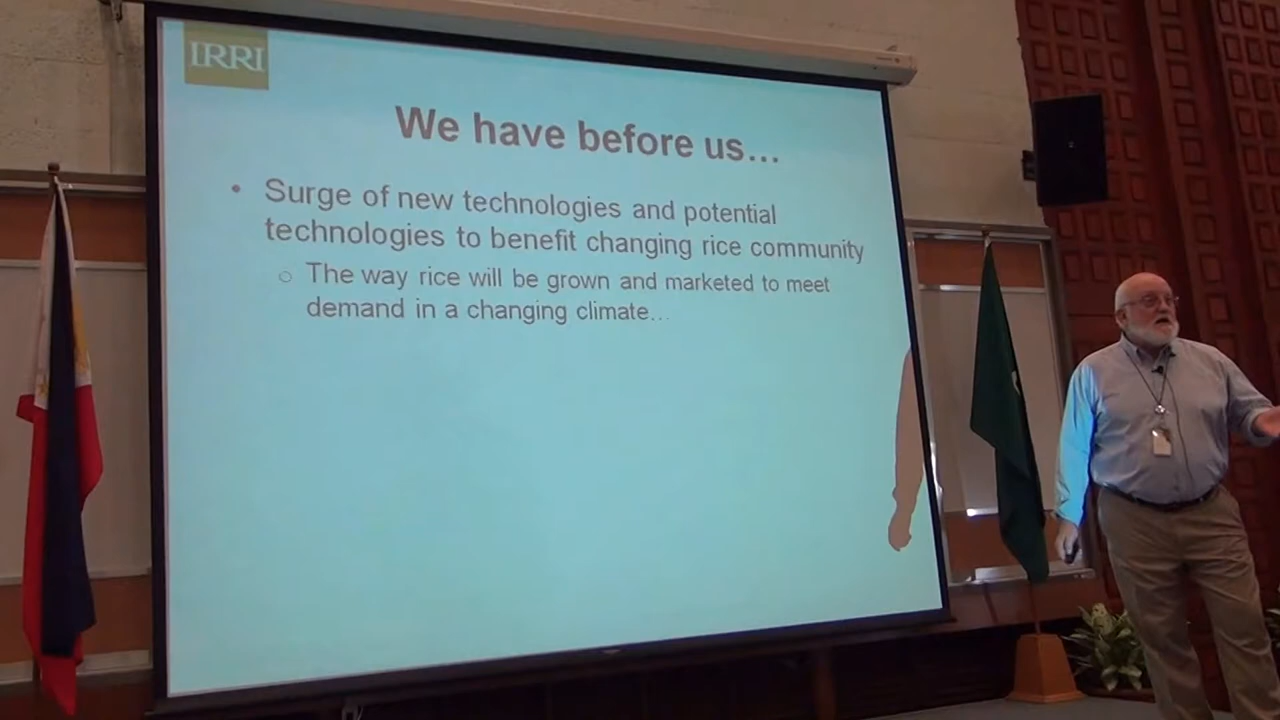 IRRI
We have before us...
• Surge of new technologies and potential
technologies to benefit changing rice community
○ The way rice will be grown and marketed to meet
demand in a changing climate...